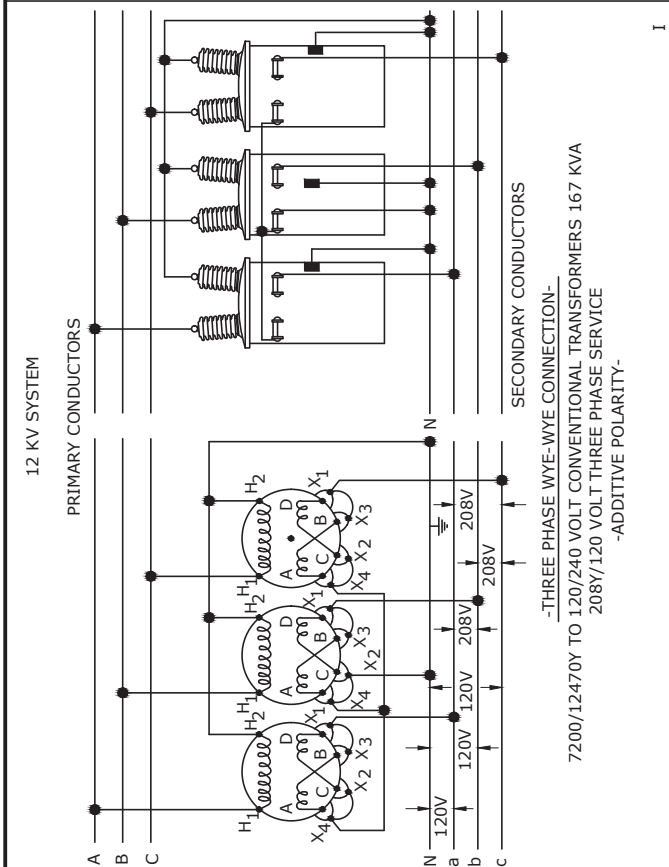 12 KV SYSTEM
PRIMARY CONDUCTORS
A
B
C
H1
H2
H1
H2
H1
H2
A
D
C
B
X4
X2
X3
X1
A
D
C
B
X4
X2
X3
X1
A
D
C
B
X4
X2
X3
X1
N
N
a
b
c
120V
120V
120V
208V
208V
208V
SECONDARY CONDUCTORS
-THREE PHASE WYE-WYE CONNECTION-
7200/12470Y TO 120/240 VOLT CONVENTIONAL TRANSFORMERS 167 KVA
208Y/120 VOLT THREE PHASE SERVICE
-ADDITIVE POLARITY-
I